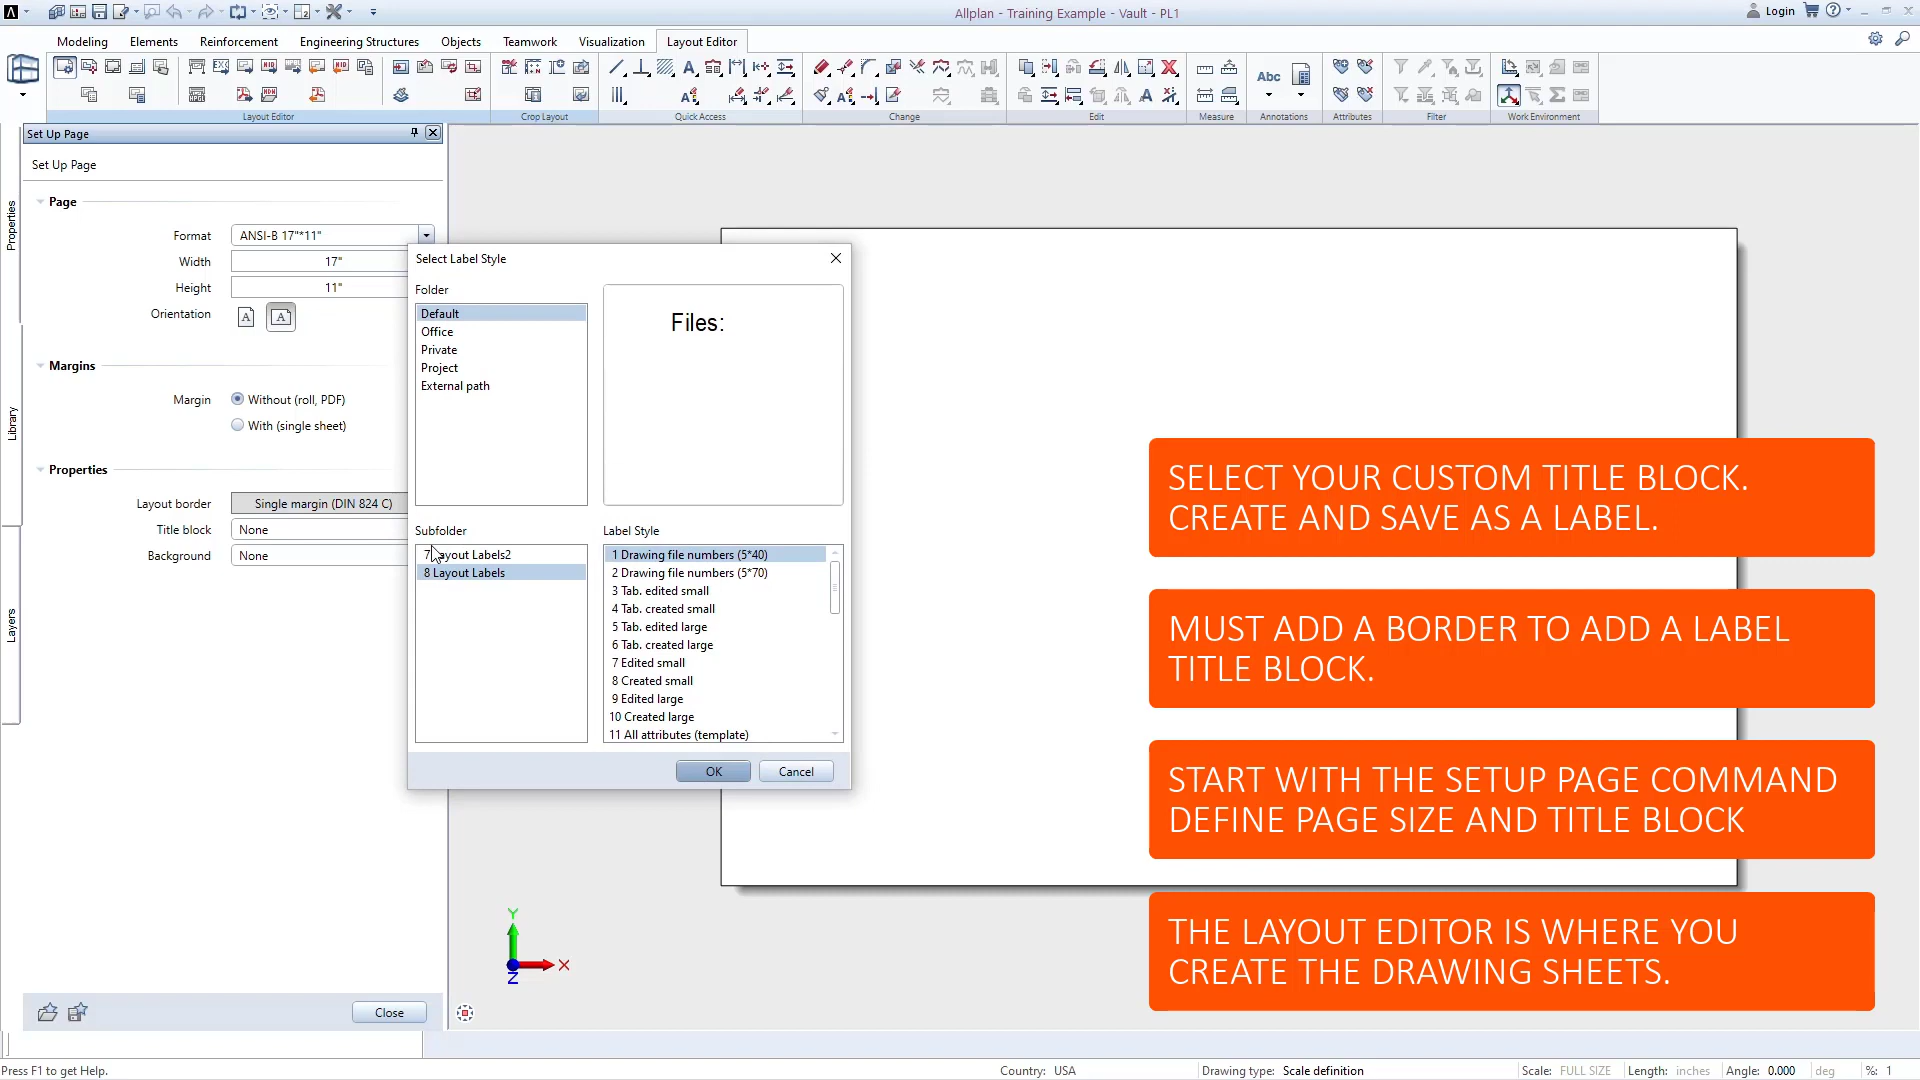 Allplan - Training Example - Vault - PL1
Login
Modeling
Elements
Reinforcement
Engineering Structures
Objects
Teamwork
Visualization
Layout Editor
Abc
Layout Editor
Crop Layout
Quick Access
Change
Edit
Measure
Annotations
Attributes
Filter
Work Environment
Set Up Page
Set Up Page
Properties
Library
Layers
Page
Format
ANSI-B 17"*11"
Width
17"
Height
11"
Orientation
Margins
Margin
Without (roll, PDF)
With (single sheet)
Properties
Layout border
Single margin (DIN 824 C)
Title block
None
Background
None
Close
Select Label Style
Folder
Default
Office
Private
Project
External path
Files:
Subfolder
7 Layout Labels2
8 Layout Labels
Label Style
1 Drawing file numbers (5*40)
2 Drawing file numbers (5*70)
3 Tab. edited small
4 Tab. created small
5 Tab. edited large
6 Tab. created large
7 Edited small
8 Created small
9 Edited large
10 Created large
11 All attributes (template)
OK
Cancel
SELECT YOUR CUSTOM TITLE BLOCK.
CREATE AND SAVE AS A LABEL.
MUST ADD A BORDER TO ADD A LABEL
TITLE BLOCK.
START WITH THE SETUP PAGE COMMAND
DEFINE PAGE SIZE AND TITLE BLOCK
THE LAYOUT EDITOR IS WHERE YOU
CREATE THE DRAWING SHEETS.
Y
X
Z
Press F1 to get Help.
Country: USA
Drawing type: Scale definition
Scale: FULL SIZE
Length: inches
Angle: 0.000 deg
%: 1